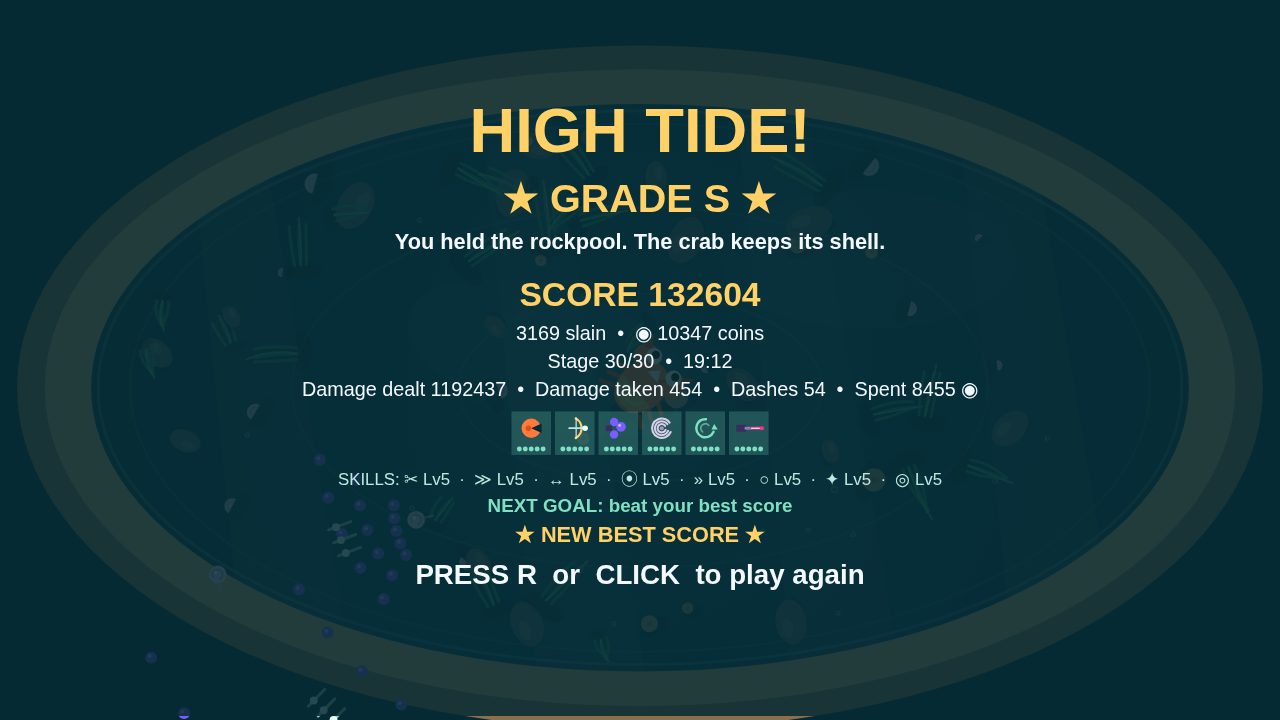 HIGH TIDE!
★ GRADE S ★
You held the rockpool. The crab keeps its shell.
SCORE 132604
3169 slain • ◉ 10347 coins
Stage 30/30 • 19:12
Damage dealt 1192437 • Damage taken 454 • Dashes 54 • Spent 8455 ◉
SKILLS: ✂ Lv5 · ≫ Lv5 · ↔ Lv5 · ⦿ Lv5 · » Lv5 · ○ Lv5 · ✦ Lv5 · ◎ Lv5
NEXT GOAL: beat your best score
★ NEW BEST SCORE ★
PRESS R or CLICK to play again